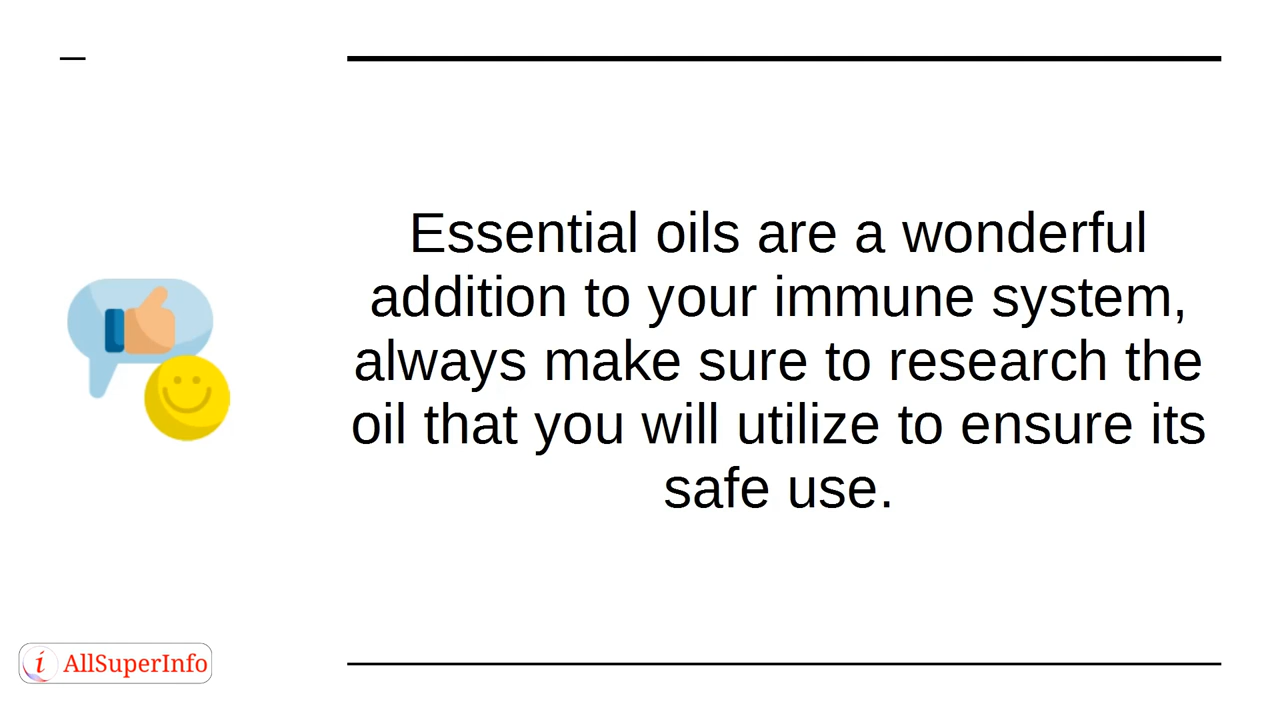 Essential oils are a wonderful
addition to your immune system,
always make sure to research the
oil that you will utilize to ensure its
safe use.
i AllSuperInfo